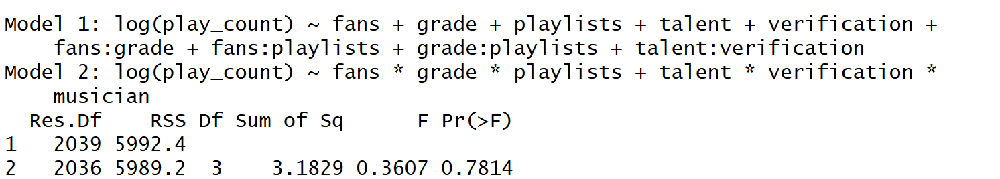 Model 1: log(play_count) ~ fans + grade + playlists + talent + verification +
    fans:grade + fans:playlists + grade:playlists + talent:verification
Model 2: log(play_count) ~ fans * grade * playlists + talent * verification *
    musician
  Res.Df    RSS Df Sum of Sq      F Pr(>F)
1   2039 5992.4
2   2036 5989.2  3    3.1829 0.3607 0.7814